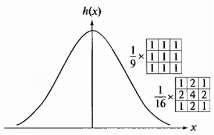 h(x)
1/9 × 1 1 1
1 1 1
1 1 1
1/16 × 1 2 1
2 4 2
1 2 1
x